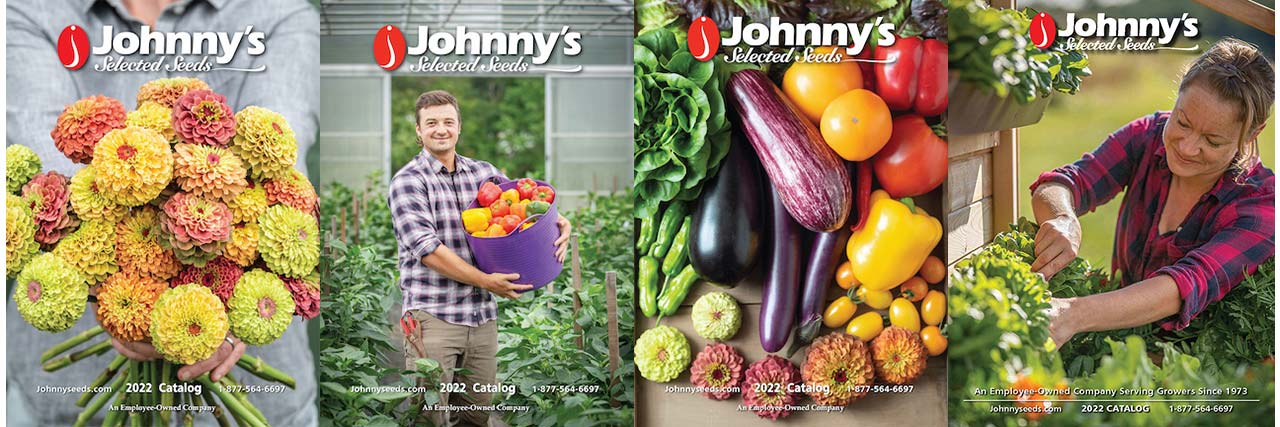 Johnny's
Selected Seeds
Johnnyseeds.com 2022 Catalog 1-877-564-6697
An Employee-Owned Company
Johnny's
Selected Seeds
Johnnyseeds.com 2022 Catalog 1-877-564-6697
An Employee-Owned Company
Johnny's
Selected Seeds
Johnnyseeds.com 2022 Catalog 1-877-564-6697
An Employee-Owned Company
Johnny's
Selected Seeds
An Employee-Owned Company Serving Growers Since 1973
Johnnyseeds.com 2022 CATALOG 1-877-564-6697